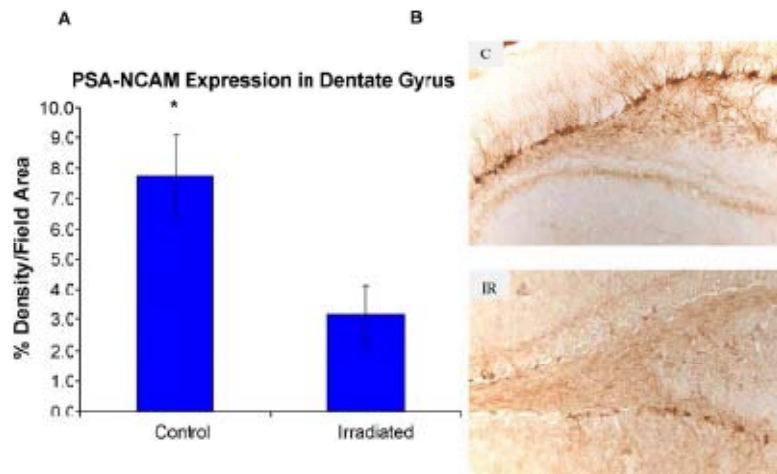 A
B
PSA-NCAM Expression in Dentate Gyrus
*
% Density/Field Area
10.0
9.0
8.0
7.0
6.0
5.0
4.0
3.0
2.0
1.0
0.0
Control
Irradiated
C
IR